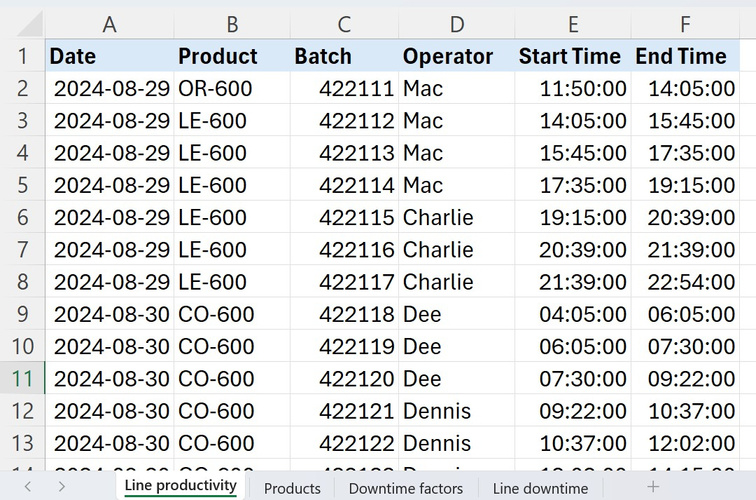 A B C D E F
1 Date Product Batch Operator Start Time End Time
2 2024-08-29 OR-600 422111 Mac 11:50:00 14:05:00
3 2024-08-29 LE-600 422112 Mac 14:05:00 15:45:00
4 2024-08-29 LE-600 422113 Mac 15:45:00 17:35:00
5 2024-08-29 LE-600 422114 Mac 17:35:00 19:15:00
6 2024-08-29 LE-600 422115 Charlie 19:15:00 20:39:00
7 2024-08-29 LE-600 422116 Charlie 20:39:00 21:39:00
8 2024-08-29 LE-600 422117 Charlie 21:39:00 22:54:00
9 2024-08-30 CO-600 422118 Dee 04:05:00 06:05:00
10 2024-08-30 CO-600 422119 Dee 06:05:00 07:30:00
11 2024-08-30 CO-600 422120 Dee 07:30:00 09:22:00
12 2024-08-30 CO-600 422121 Dennis 09:22:00 10:37:00
13 2024-08-30 CO-600 422122 Dennis 10:37:00 12:02:00
Line productivity Products Downtime factors Line downtime